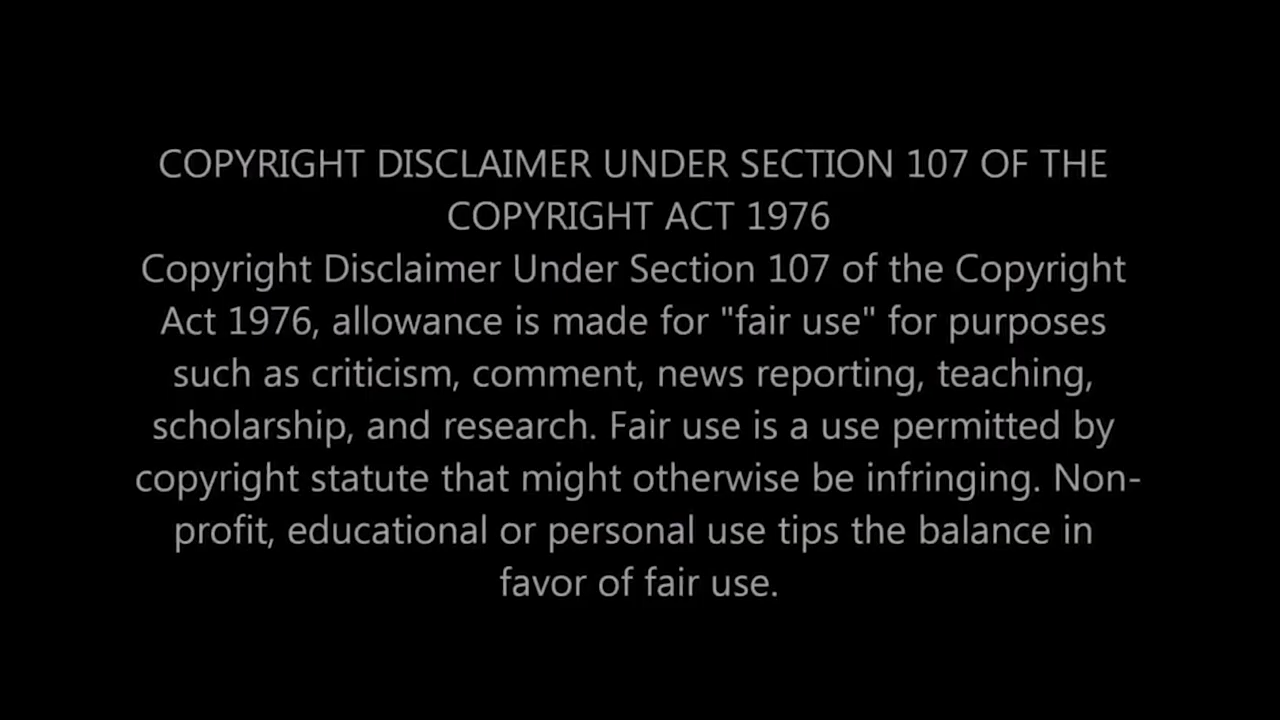 COPYRIGHT DISCLAIMER UNDER SECTION 107 OF THE
COPYRIGHT ACT 1976
Copyright Disclaimer Under Section 107 of the Copyright
Act 1976, allowance is made for "fair use" for purposes
such as criticism, comment, news reporting, teaching,
scholarship, and research. Fair use is a use permitted by
copyright statute that might otherwise be infringing. Non-
profit, educational or personal use tips the balance in
favor of fair use.